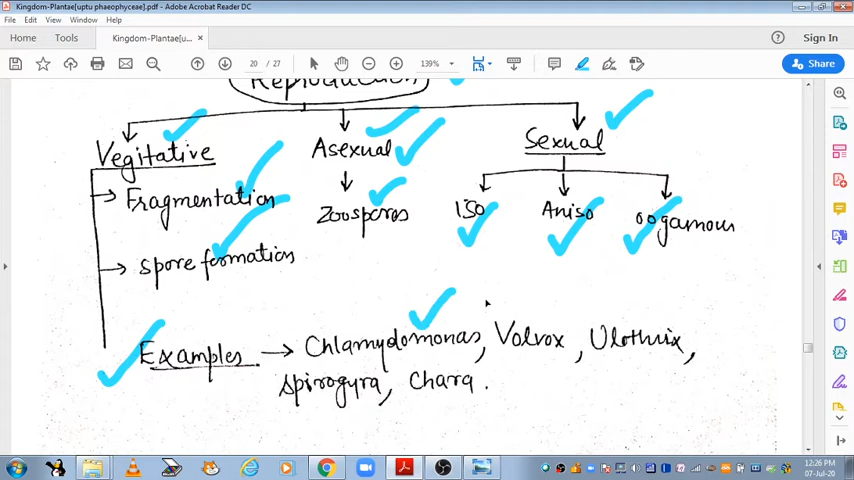 Kingdom-Plantae[uptu phaeophyceae].pdf - Adobe Acrobat Reader DC
File Edit View Window Help
Home Tools Kingdom-Plantae[u... × Sign In
20 / 27 139% Share
Reproduction
Vegitative Asexual Sexual
Fragmentation Zoospores Iso Aniso oogamous
spore formation
Examples → Chlamydomonas, Volvox, Ulothrix,
spirogyra, Chara.
12:26 PM
07-Jul-20